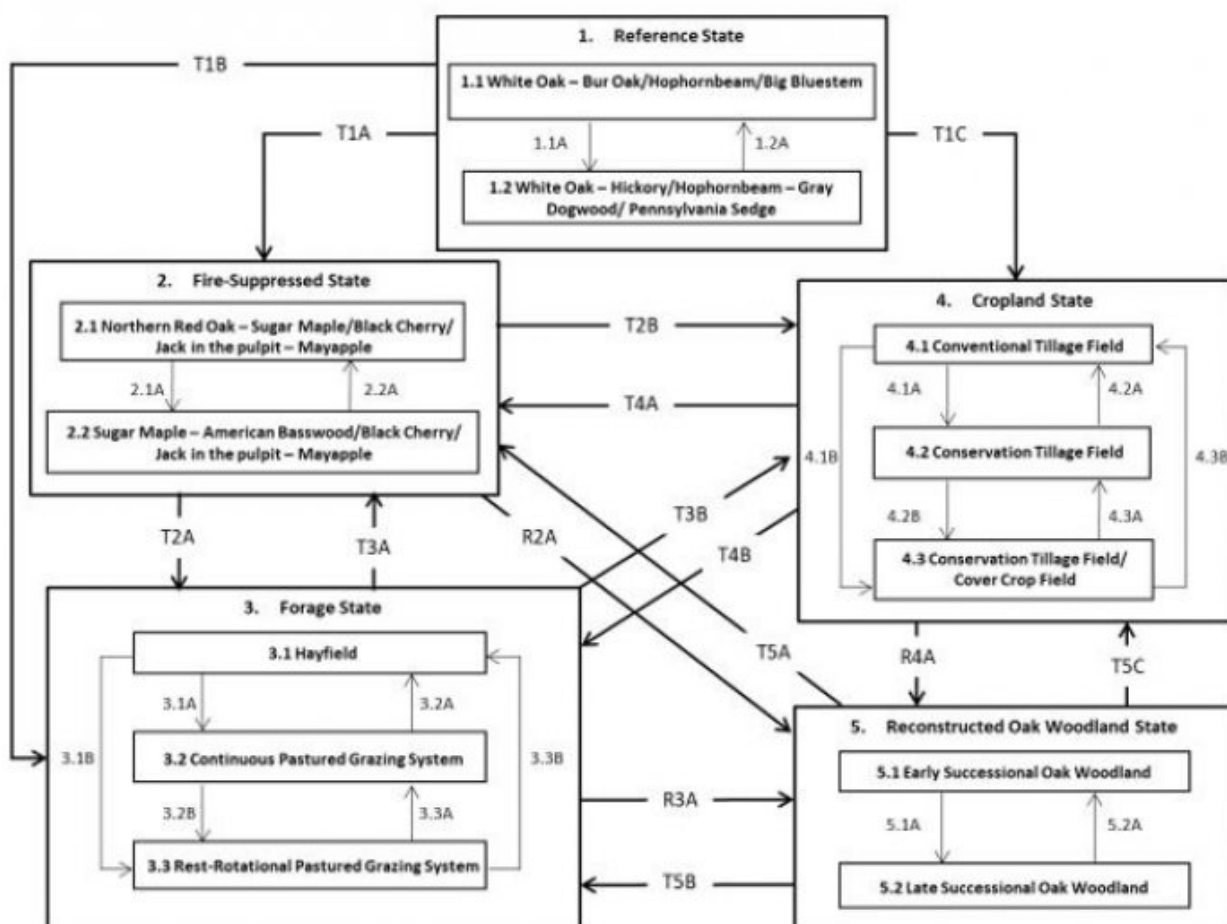 1. Reference State
T1B
1.1 White Oak – Bur Oak/Hophornbeam/Big Bluestem
T1A
1.1A
1.2A
T1C
1.2 White Oak – Hickory/Hophornbeam – Gray
Dogwood/ Pennsylvania Sedge
2. Fire-Suppressed State
2.1 Northern Red Oak – Sugar Maple/Black Cherry/
Jack in the pulpit – Mayapple
2.1A
2.2A
2.2 Sugar Maple – American Basswood/Black Cherry/
Jack in the pulpit – Mayapple
T2B
T4A
4. Cropland State
4.1 Conventional Tillage Field
4.1A
4.2A
4.2 Conservation Tillage Field
4.1B
4.3B
4.2B
4.3A
4.3 Conservation Tillage Field/
Cover Crop Field
T2A
T3A
R2A
T3B
T4B
T5A
R4A
T5C
3. Forage State
3.1 Hayfield
3.1A
3.2A
3.2 Continuous Pastured Grazing System
3.1B
3.3B
3.2B
3.3A
3.3 Rest-Rotational Pastured Grazing System
R3A
T5B
5. Reconstructed Oak Woodland State
5.1 Early Successional Oak Woodland
5.1A
5.2A
5.2 Late Successional Oak Woodland